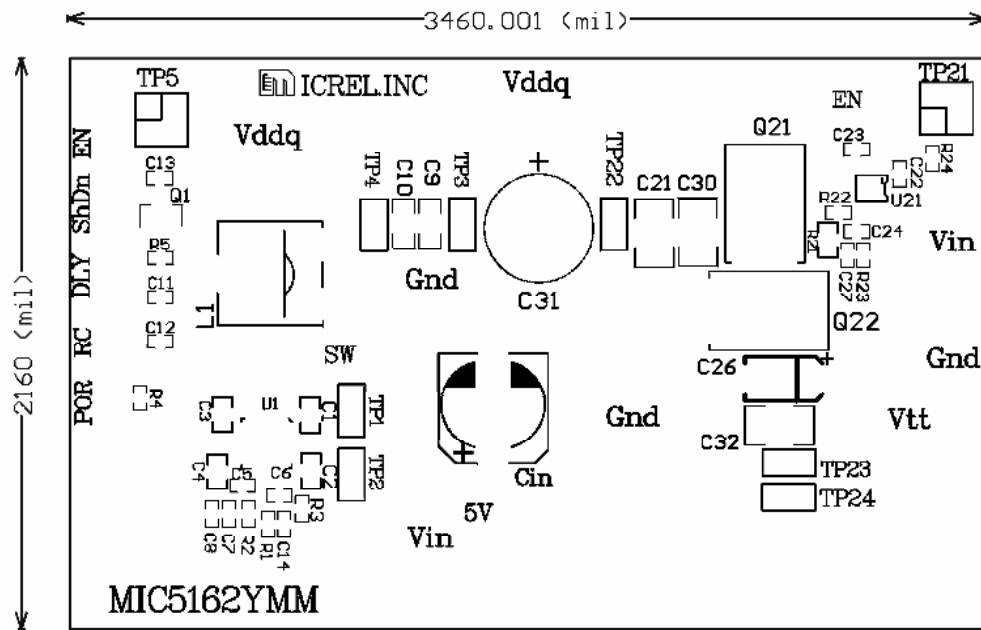 3460.001 (mil)
2160 (mil)
TP5
ICREL.INC
Vddq
TP21
EN
Vddq
Q21
C23
EN
C13
TP4
C10
C9
TP3
TP22
C21
C30
C22
R24
U21
ShDn
Q1
R22
R21
C24
Vin
R5
DLY
C11
Gnd
C31
C27
R23
L1
Q22
RC
C12
SW
C26
Gnd
POR
R4
C3
U1
C1
TP1
Gnd
Vtt
C32
C4
C5
C6
C2
TP2
Cin
TP23
TP24
5V
R3
C8
C7
R2
R1
C14
Vin
MIC5162YMM